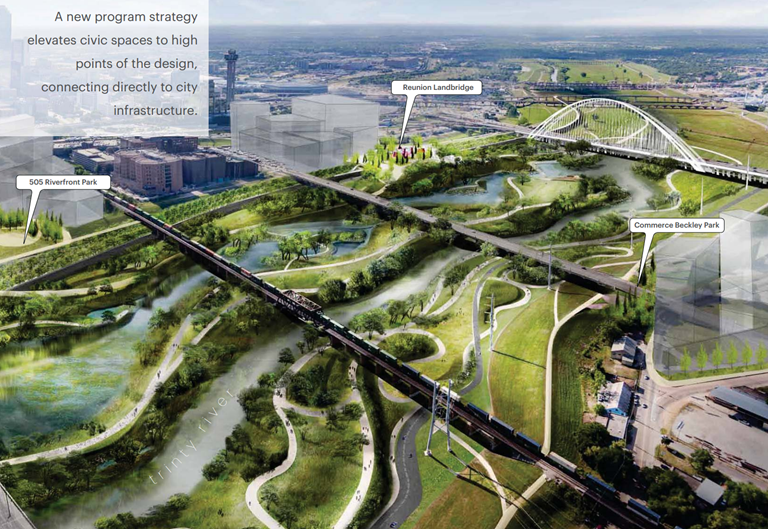 A new program strategy
elevates civic spaces to high
points of the design,
connecting directly to city
infrastructure.
Reunion Landbridge
505 Riverfront Park
Commerce Beckley Park
trinity river